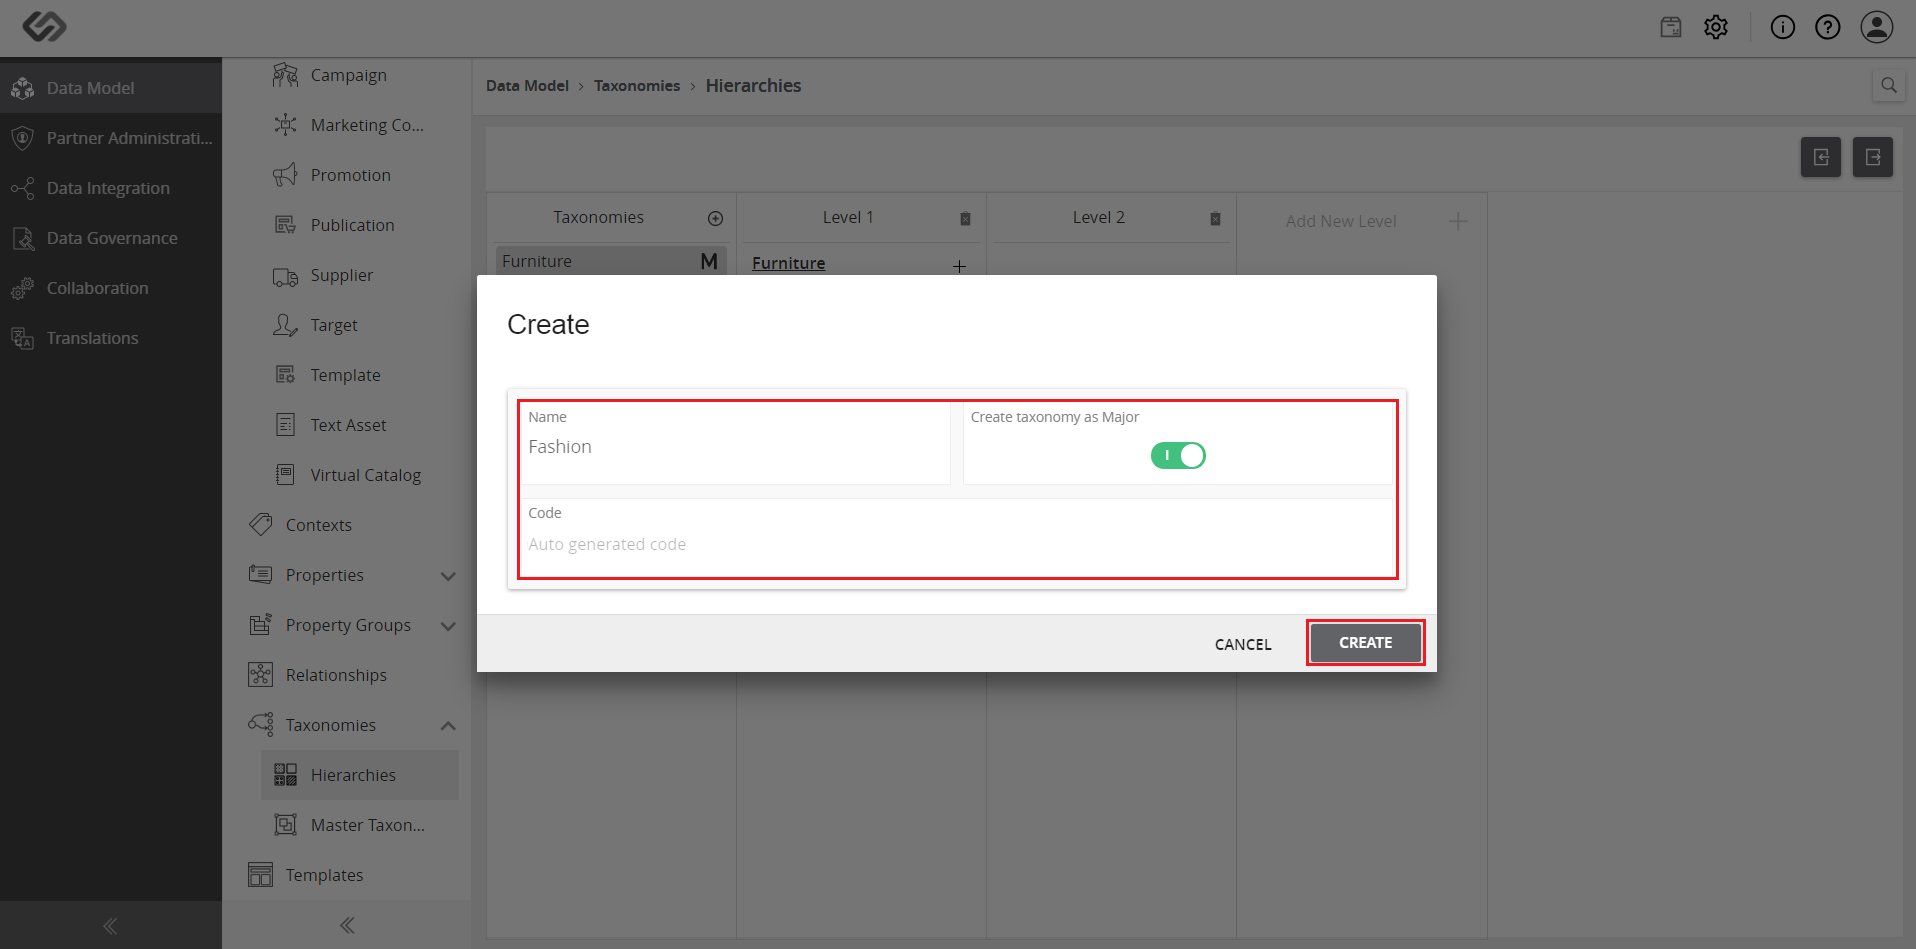 Data Model
Partner Administrati...
Data Integration
Data Governance
Collaboration
Translations
Campaign
Marketing Co...
Promotion
Publication
Supplier
Target
Template
Text Asset
Virtual Catalog
Contexts
Properties
Property Groups
Relationships
Taxonomies
Hierarchies
Master Taxon...
Templates
Data Model › Taxonomies › Hierarchies
Taxonomies
Level 1
Level 2
Add New Level
Furniture M
Furniture
Create
Name
Fashion
Create taxonomy as Major
Code
Auto generated code
CANCEL
CREATE